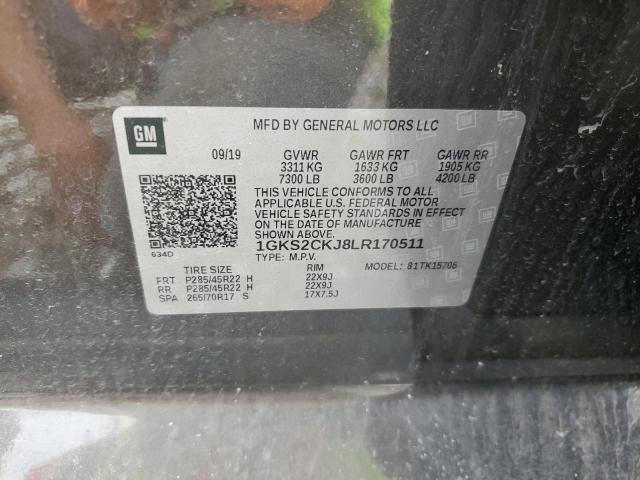 GM
MFD BY GENERAL MOTORS LLC
09/19 GVWR GAWR FRT GAWR RR
3311 KG 1633 KG 1905 KG
7300 LB 3600 LB 4200 LB
THIS VEHICLE CONFORMS TO ALL
APPLICABLE U.S. FEDERAL MOTOR
VEHICLE SAFETY STANDARDS IN EFFECT
ON THE DATE OF MANUFACTURE
SHOWN ABOVE.
634D
1GKS2CKJ8LR170511
TYPE: M.P.V. MODEL: 81TK15706
TIRE SIZE RIM
FRT P285/45R22 H 22X9J
RR P285/45R22 H 22X9J
SPA 265/70R17 S 17X7.5J